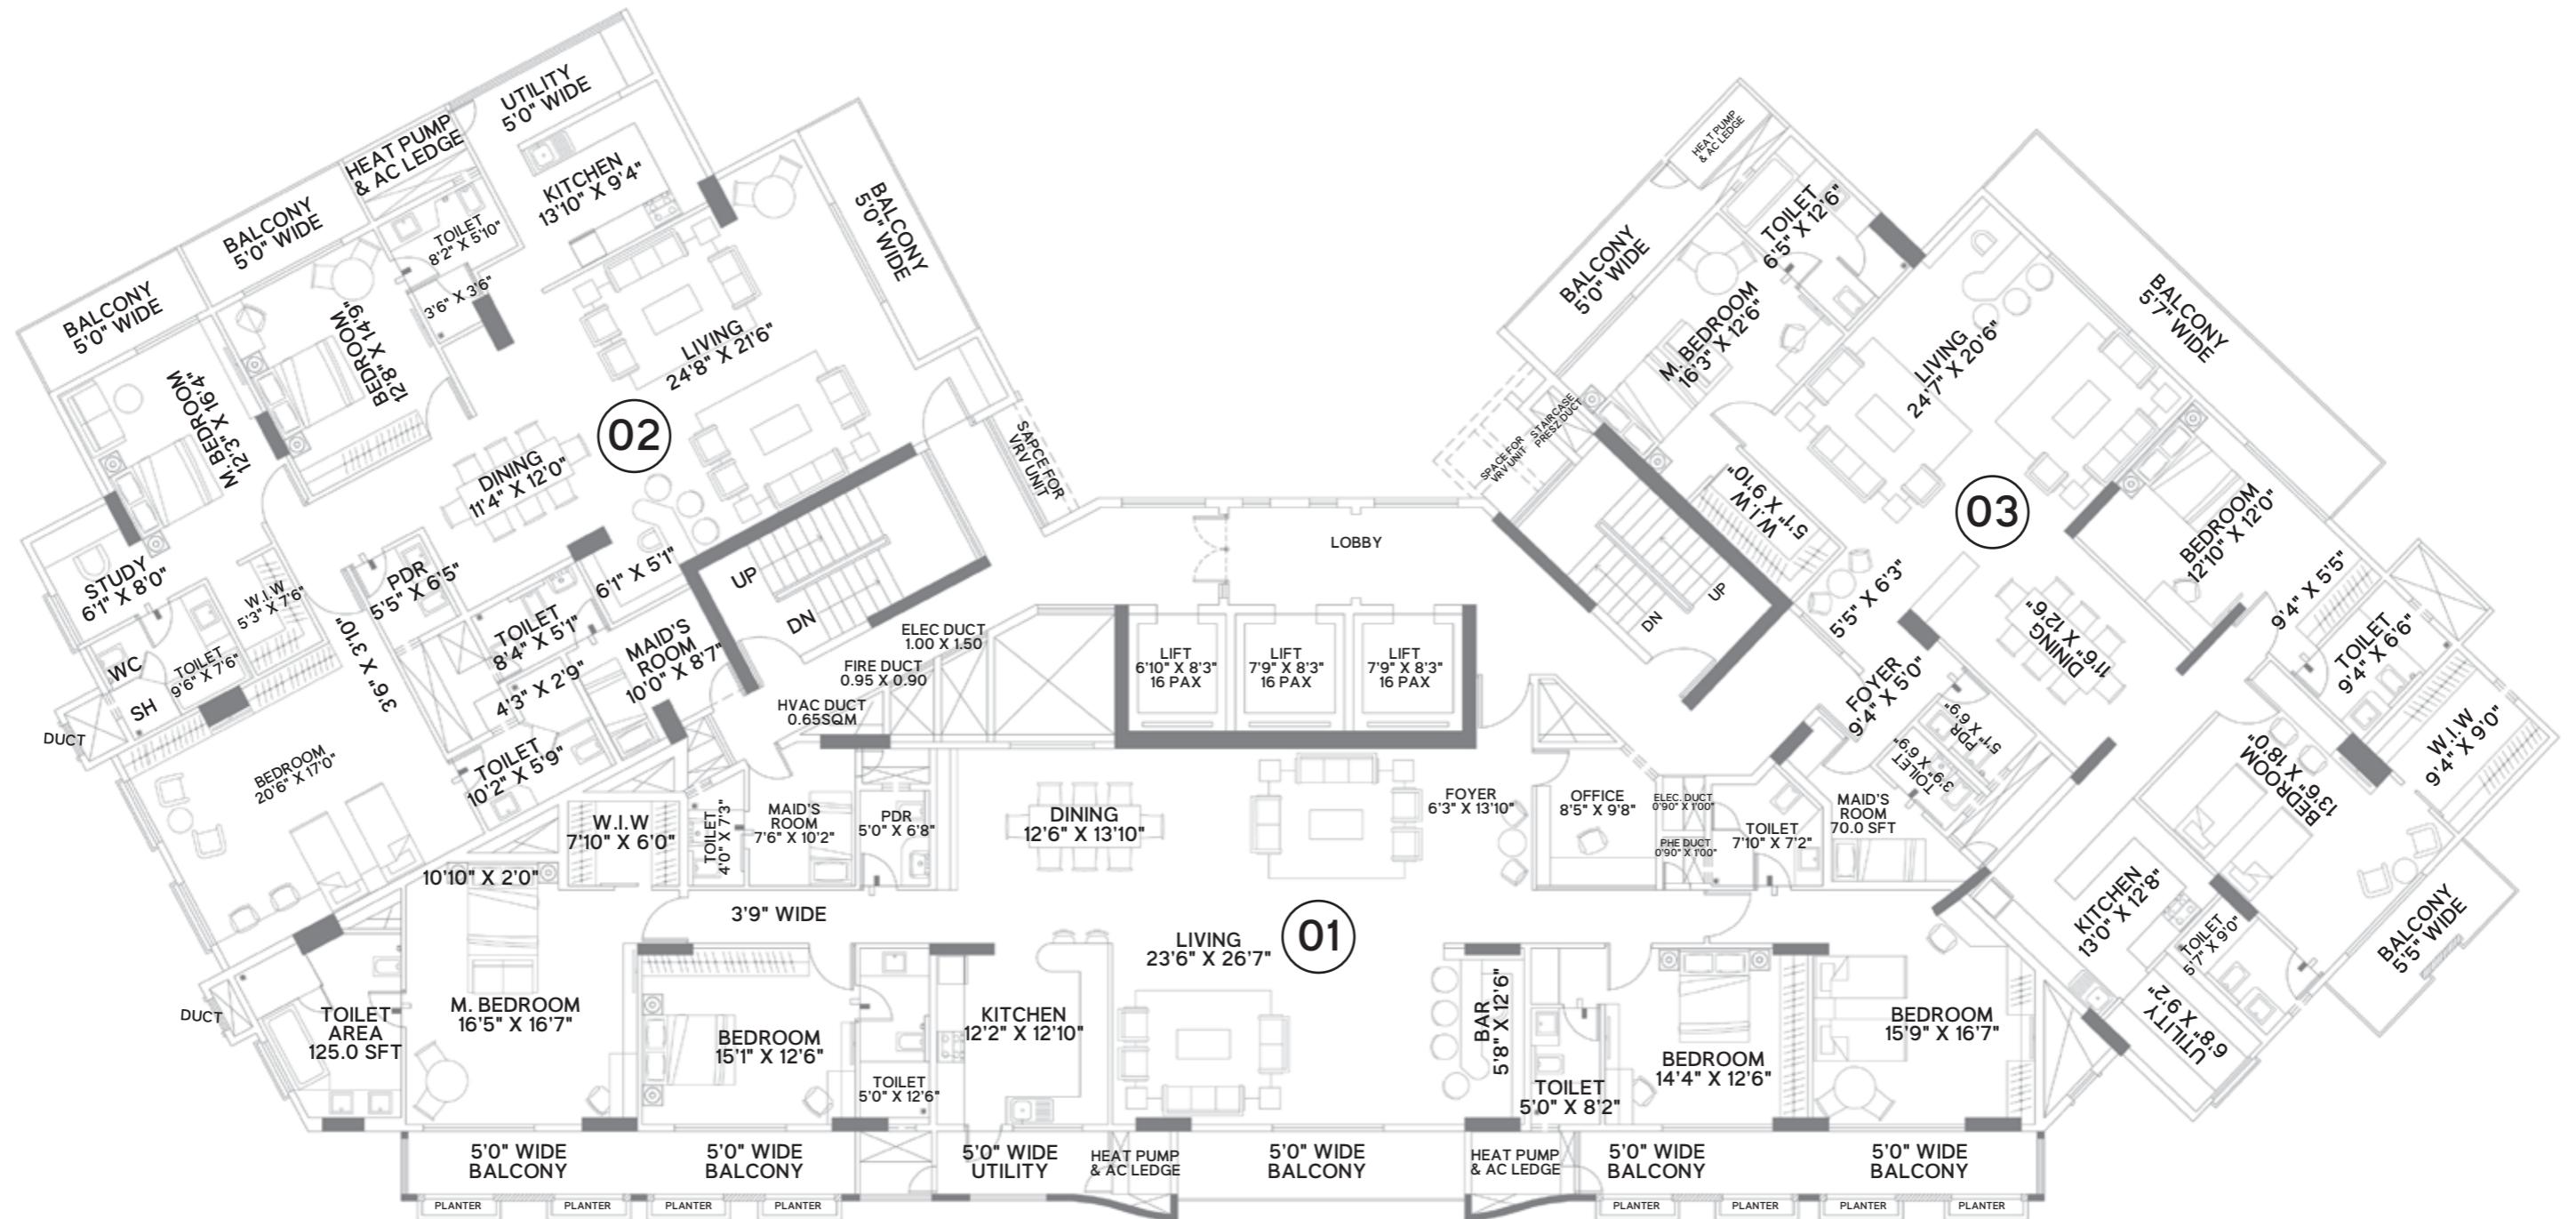 UTILITY
5'0" WIDE
HEAT PUMP
& AC LEDGE
BALCONY
5'0" WIDE
BALCONY
5'0" WIDE
KITCHEN
13'10" X 9'4"
TOILET
8'2" X 5'10"
3'6" X 3'6"
BALCONY
5'0" WIDE
BEDROOM
12'8" X 14'9"
M. BEDROOM
12'3" X 16'4"
LIVING
24'8" X 21'6"
02
DINING
11'4" X 12'0"
SAPCE FOR
VRV UNIT
STUDY
6'1" X 8'0"
W.I.W
5'3" X 7'6"
PDR
5'5" X 6'5"
6'1" X 5'1"
UP
DN
TOILET
8'4" X 5'1"
MAID'S
ROOM
10'0" X 8'7"
WC
TOILET
9'6" X 7'6"
SH
3'6" X 3'10"
4'3" X 2'9"
DUCT
BEDROOM
20'6" X 17'0"
TOILET
10'2" X 5'9"
HEAT PUMP
& AC LEDGE
TOILET
6'5" X 12'6"
BALCONY
5'0" WIDE
M. BEDROOM
16'3" X 12'6"
BALCONY
5'7" WIDE
LIVING
24'7" X 20'6"
STAIRCASE
PRESZ.DUCT
SPACE FOR
VRV UNIT
W.I.W
5'1" X 9'10"
03
BEDROOM
12'10" X 12'0"
9'4" X 5'5"
5'5" X 6'3"
DINING
11'6" X 12'6"
TOILET
9'4" X 6'6"
UP
DN
FOYER
9'4" X 5'0"
PDR
5'1" X 6'9"
TOILET
3'9" X 6'9"
W.I.W
9'4" X 9'0"
BEDROOM
13'6" X 18'0"
KITCHEN
13'0" X 12'8"
TOILET
5'7" X 9'0"
BALCONY
5'5" WIDE
UTILITY
6'8" X 9'2"
LOBBY
ELEC DUCT
1.00 X 1.50
FIRE DUCT
0.95 X 0.90
HVAC DUCT
0.65SQM
LIFT
6'10" X 8'3"
16 PAX
LIFT
7'9" X 8'3"
16 PAX
LIFT
7'9" X 8'3"
16 PAX
W.I.W
7'10" X 6'0"
TOILET
4'0" X 7'3"
MAID'S
ROOM
7'6" X 10'2"
PDR
5'0" X 6'8"
DINING
12'6" X 13'10"
FOYER
6'3" X 13'10"
OFFICE
8'5" X 9'8"
ELEC. DUCT
0'90" X 1'00"
PHE DUCT
0'90" X 1'00"
TOILET
7'10" X 7'2"
MAID'S
ROOM
70.0 SFT
10'10" X 2'0"
3'9" WIDE
LIVING
23'6" X 26'7"
01
DUCT
TOILET
AREA
125.0 SFT
M. BEDROOM
16'5" X 16'7"
BEDROOM
15'1" X 12'6"
TOILET
5'0" X 12'6"
KITCHEN
12'2" X 12'10"
BAR
5'8" X 12'6"
TOILET
5'0" X 8'2"
BEDROOM
14'4" X 12'6"
BEDROOM
15'9" X 16'7"
5'0" WIDE
BALCONY
5'0" WIDE
BALCONY
5'0" WIDE
UTILITY
HEAT PUMP
& AC LEDGE
5'0" WIDE
BALCONY
HEAT PUMP
& AC LEDGE
5'0" WIDE
BALCONY
5'0" WIDE
BALCONY
PLANTER
PLANTER
PLANTER
PLANTER
PLANTER
PLANTER
PLANTER
PLANTER